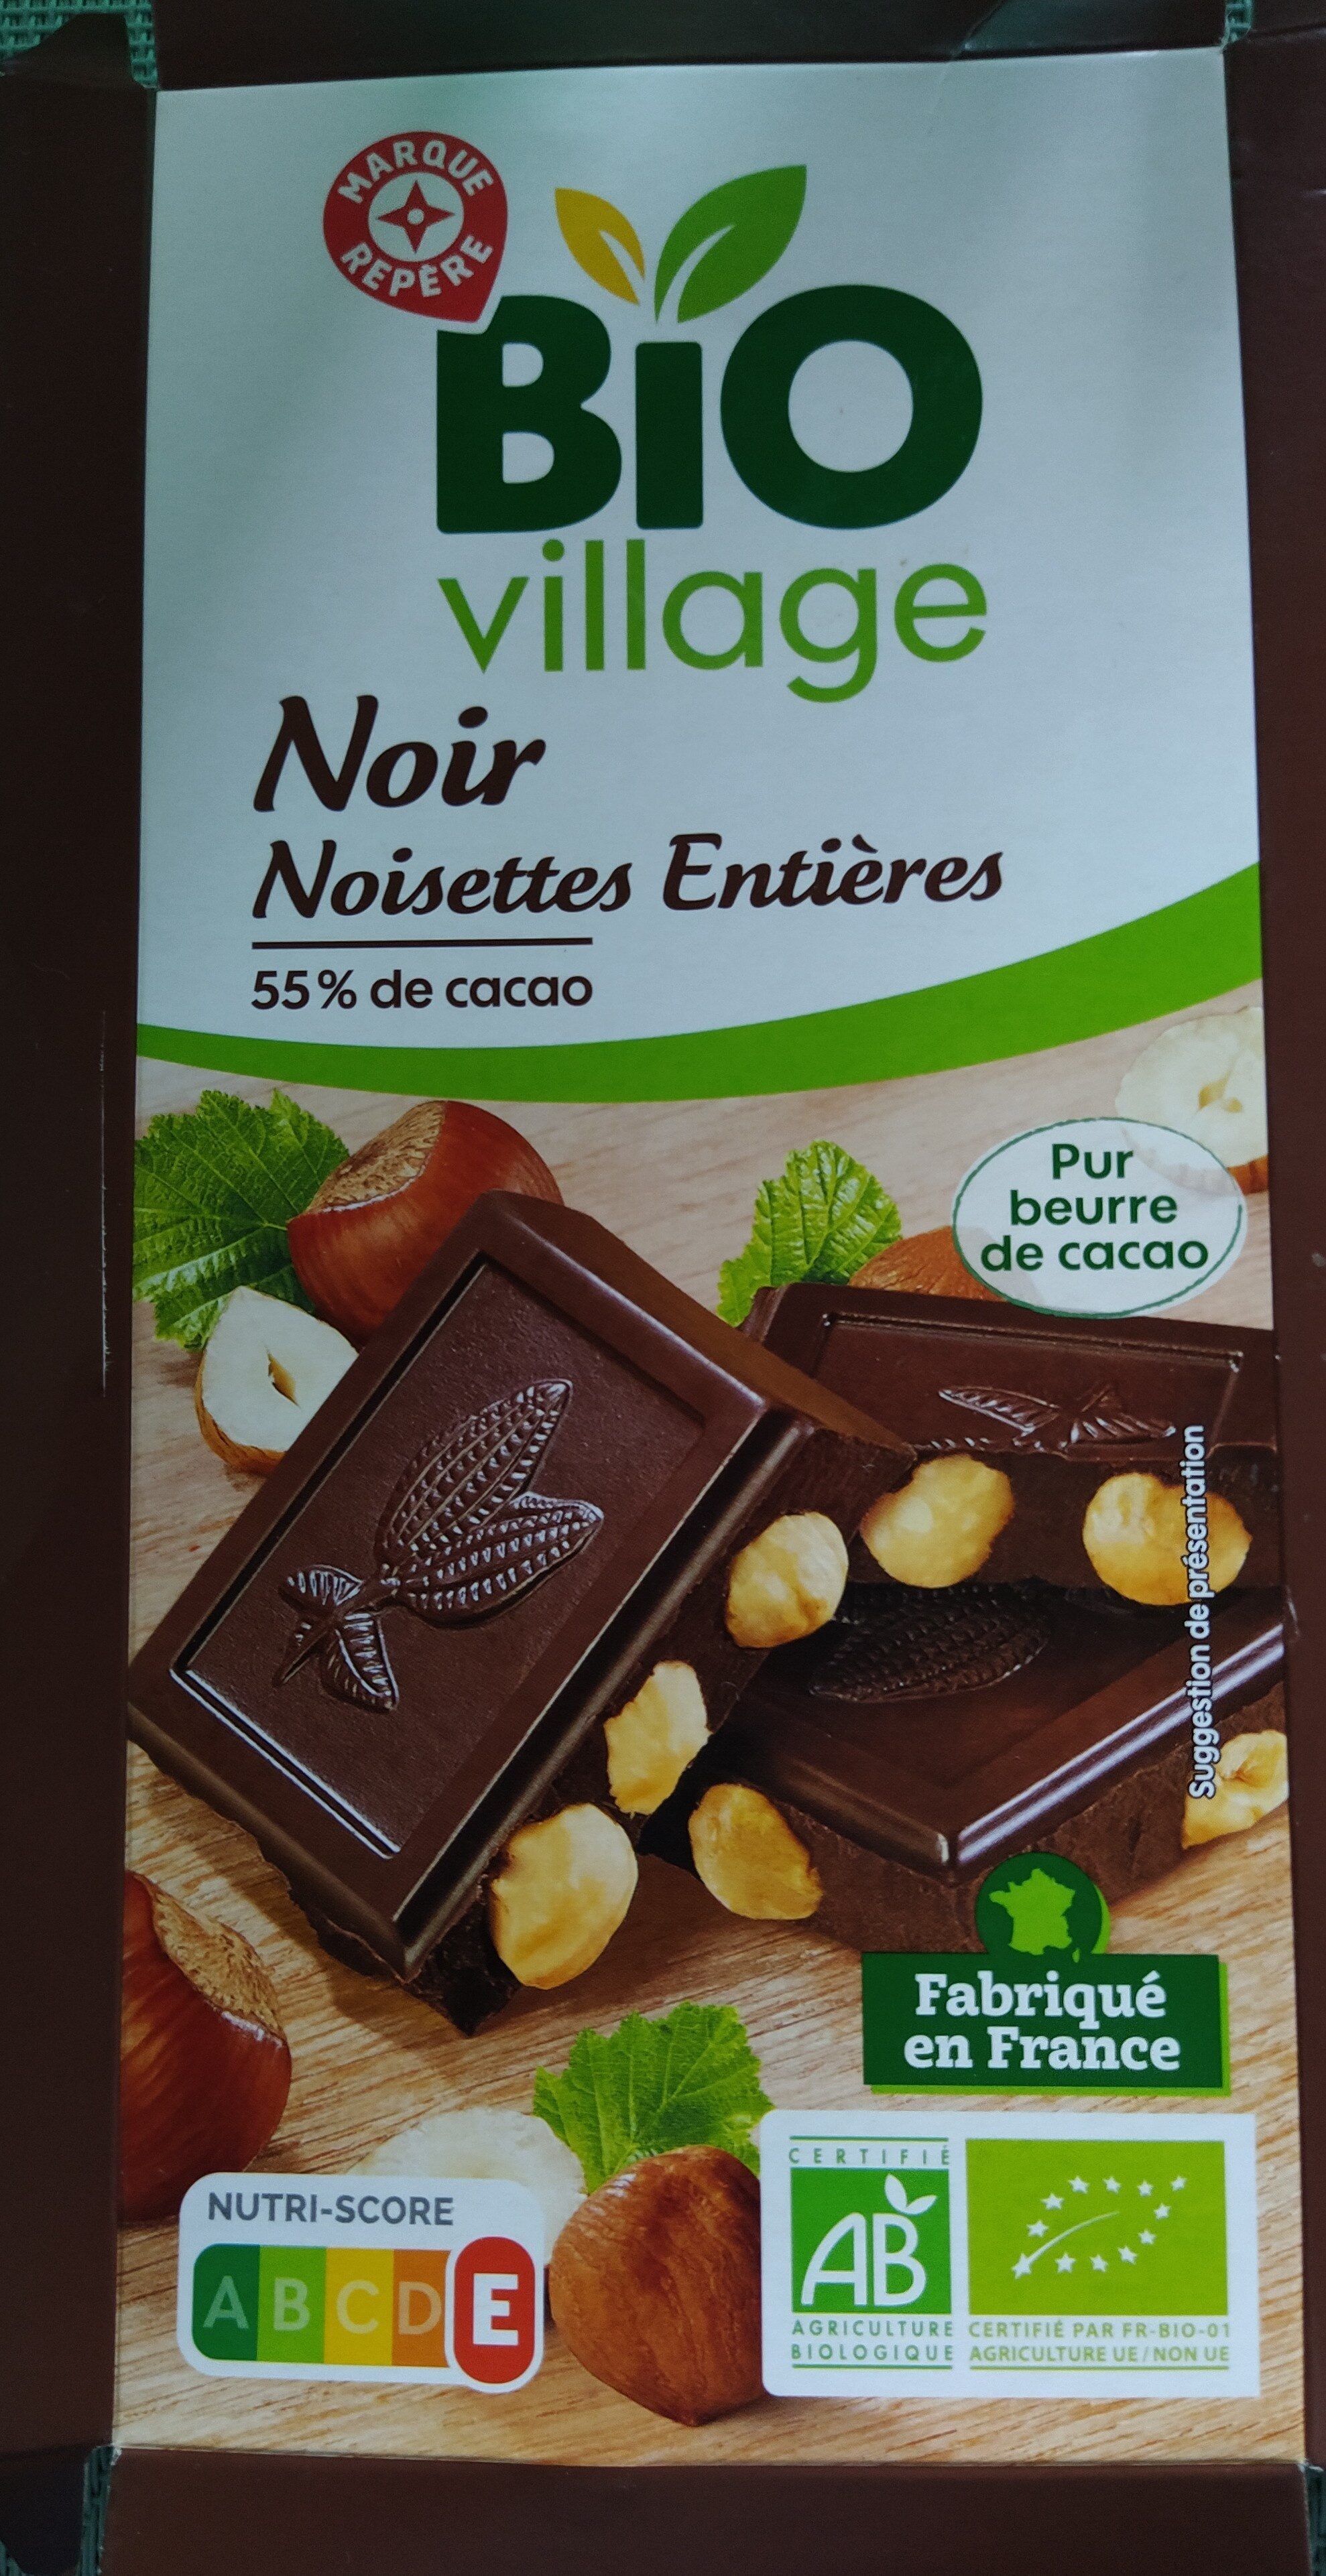 MARQUE
REPÈRE
BiO
village
Noir
Noisettes Entières
55% de cacao
Pur
beurre
de cacao
Suggestion de présentation
Fabriqué
en France
NUTRI-SCORE
A B C D E
CERTIFIÉ
AB
AGRICULTURE
BIOLOGIQUE
CERTIFIÉ PAR FR-BIO-01
AGRICULTURE UE / NON UE